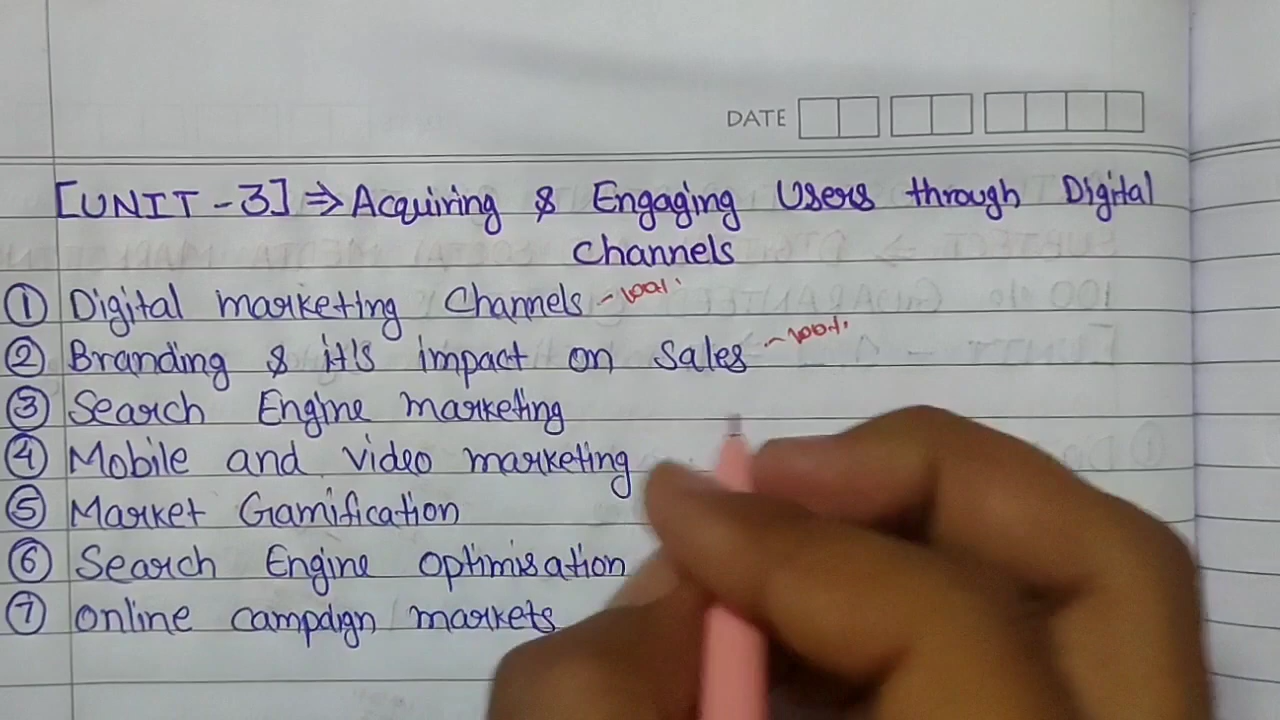 DATE
[UNIT-3] ⇒ Acquiring & Engaging Users through Digital
Channels
① Digital marketing Channels - 100%
② Branding & it's impact on Sales - 100%
③ Search Engine marketing
④ Mobile and video marketing
⑤ Market Gamification
⑥ Search Engine Optimisation
⑦ Online campaign markets